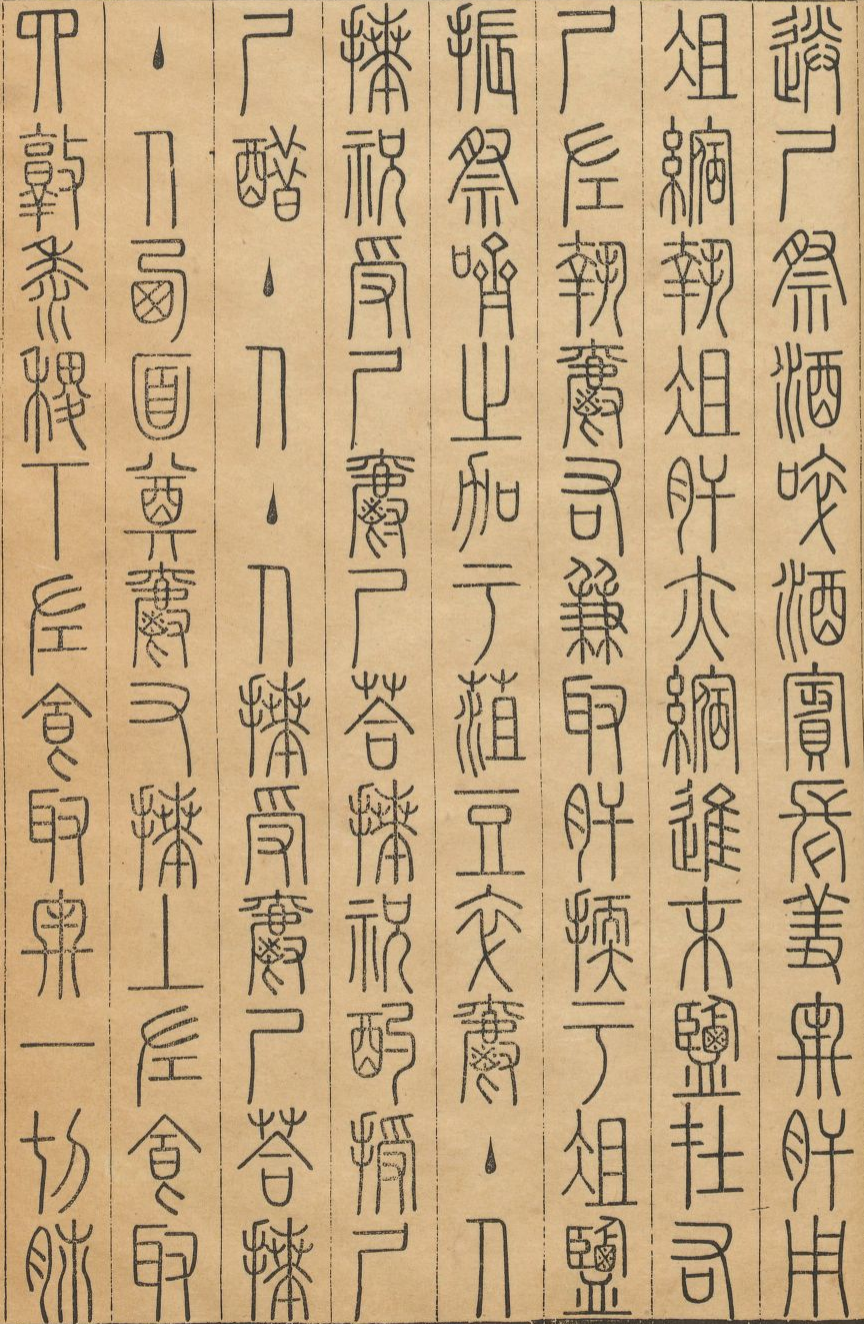 送尸祭酒啐酒賓長羞牢肝用
俎縮執俎肝亦縮進末鹽在右
尸左執爵右兼取肝擩于俎鹽
振祭嚌之加于菹豆卒爵主人
拜祝受尸爵尸答拜祝酌授尸
尸醋主人主人拜受爵尸答拜
主人西面奠爵又拜上佐食取
四敦黍稷下佐食取牢一切肺